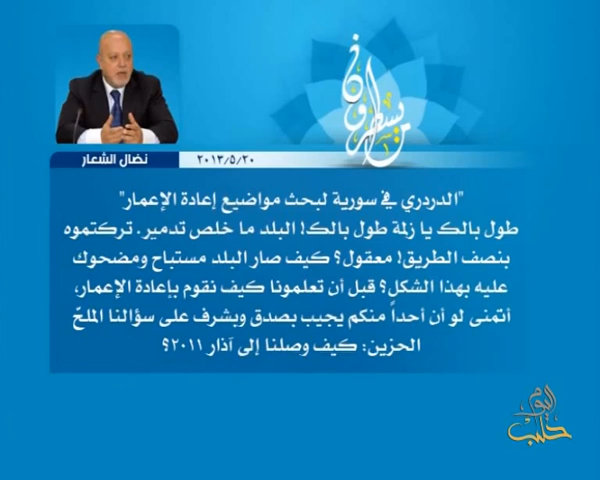 بسطرون
نضال الشعار
٢٠١٣/٥/٢٠
"الدردري في سورية لبحث مواضيع إعادة الإعمار"
طول بالك يا زلمة طول بالك! البلد ما خلص تدمير. تركتموه
بنصف الطريق! معقول؟ كيف صار البلد مستباح ومضحوك
عليه بهذا الشكل؟ قبل أن تعلمونا كيف نقوم بإعادة الإعمار،
أتمنى لو أن أحداً منكم يجيب بصدق وبشرف على سؤالنا الملحّ
الحزين: كيف وصلنا إلى آذار ٢٠١١؟
حلب اليوم